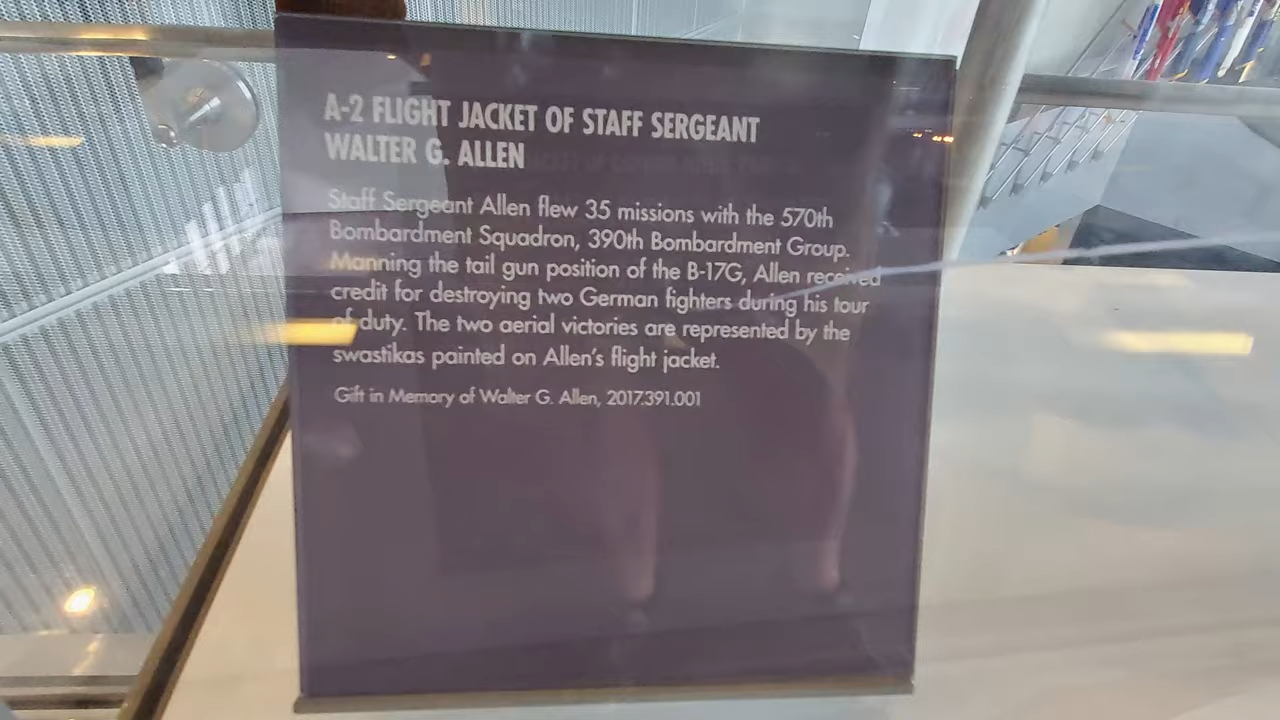 A-2 FLIGHT JACKET OF STAFF SERGEANT
WALTER G. ALLEN
Staff Sergeant Allen flew 35 missions with the 570th
Bombardment Squadron, 390th Bombardment Group.
Manning the tail gun position of the B-17G, Allen received
credit for destroying two German fighters during his tour
of duty. The two aerial victories are represented by the
swastikas painted on Allen's flight jacket.
Gift in Memory of Walter G. Allen, 2017.391.001